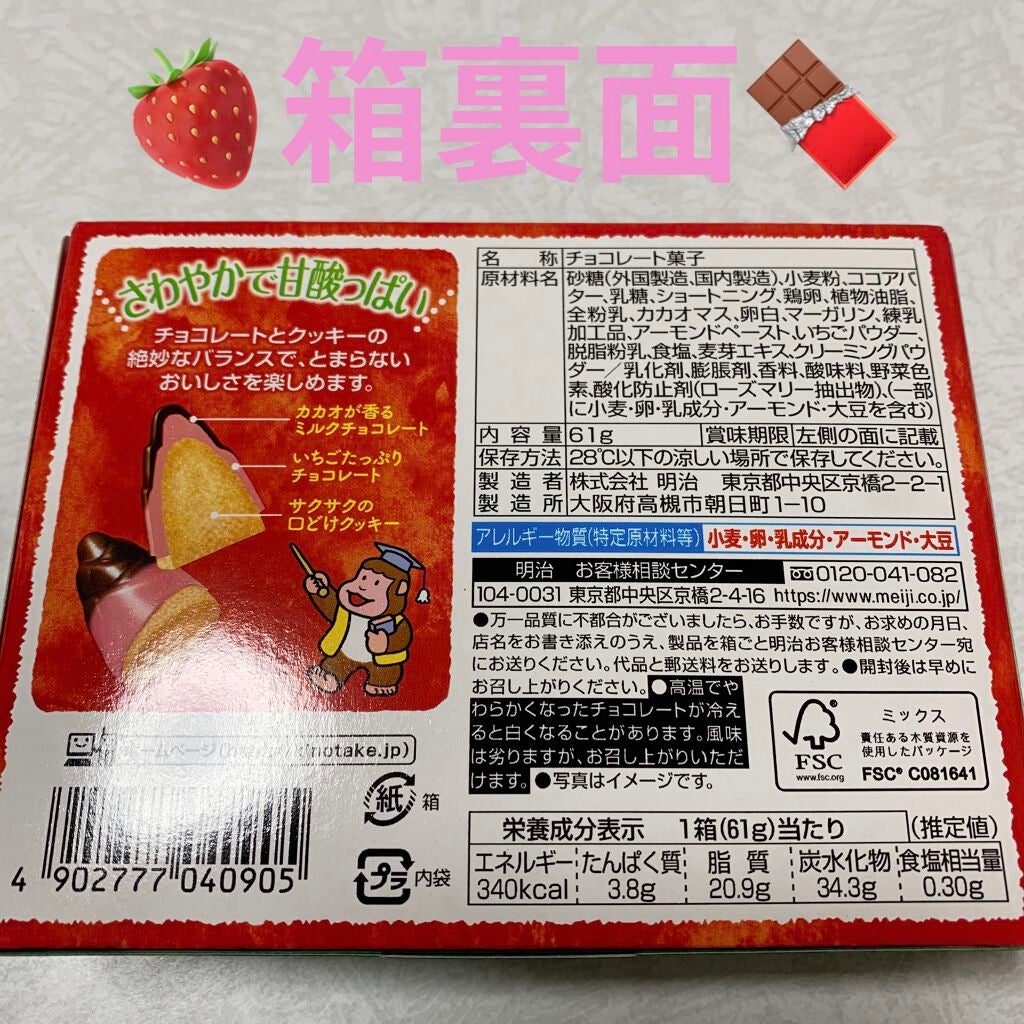 箱裏面
さわやかで甘酸っぱい
チョコレートとクッキーの
絶妙なバランスで、とまらない
おいしさを楽しめます。
カカオが香る
ミルクチョコレート
いちごたっぷり
チョコレート
サクサクの
口どけクッキー
ホームページ
notake.jp)
紙 箱
プラ 内袋
4 902777 040905
名 称 チョコレート菓子
原材料名 砂糖(外国製造、国内製造)、小麦粉、ココアバ
ター、乳糖、ショートニング、鶏卵、植物油脂、
全粉乳、カカオマス、卵白、マーガリン、練乳
加工品、アーモンドペースト、いちごパウダー、
脱脂粉乳、食塩、麦芽エキス、クリーミングパウ
ダー/乳化剤、膨脹剤、香料、酸味料、野菜色
素、酸化防止剤(ローズマリー抽出物)、(一部
に小麦・卵・乳成分・アーモンド・大豆を含む)
内容量 61g 賞味期限 左側の面に記載
保存方法 28℃以下の涼しい場所で保存してください。
製造者 株式会社 明治 東京都中央区京橋2-2-1
製造所 大阪府高槻市朝日町1-10
アレルギー物質(特定原材料等) 小麦・卵・乳成分・アーモンド・大豆
明治 お客様相談センター 0120-041-082
104-0031 東京都中央区京橋2-4-16 https://www.meiji.co.jp/
●万一品質に不都合がございましたら、お手数ですが、お求めの月日、
店名をお書き添えのうえ、製品を箱ごと明治お客様相談センター宛
にお送りください。代品と郵送料をお送りします。●開封後は早めに
お召し上がりください。●高温でや
わらかくなったチョコレートが冷え
ると白くなることがあります。風味
は劣りますが、お召し上がりいただ
けます。●写真はイメージです。
FSC
www.fsc.org
ミックス
責任ある木質資源を
使用したパッケージ
FSC® C081641
栄養成分表示 1箱(61g)当たり (推定値)
エネルギー たんぱく質 脂質 炭水化物 食塩相当量
340kcal 3.8g 20.9g 34.3g 0.30g